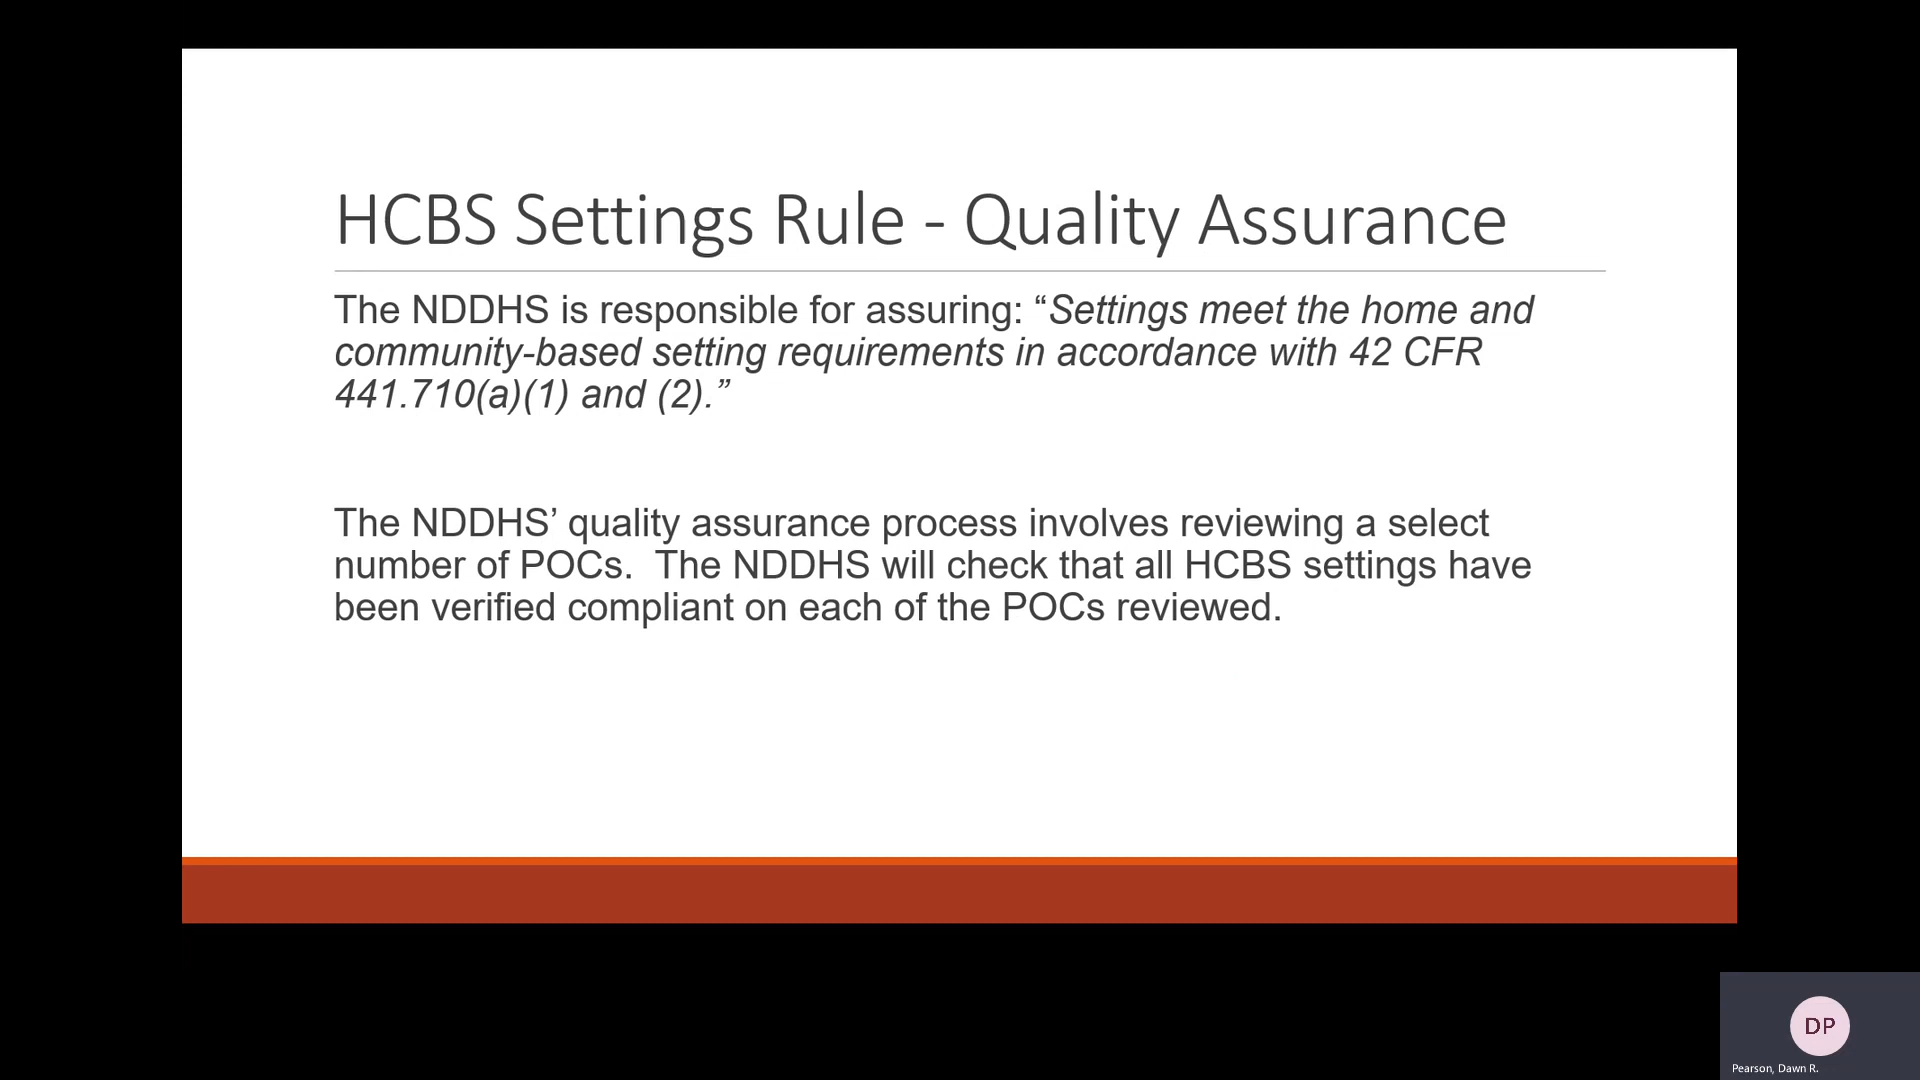 HCBS Settings Rule - Quality Assurance
The NDDHS is responsible for assuring: “Settings meet the home and
community-based setting requirements in accordance with 42 CFR
441.710(a)(1) and (2).”
The NDDHS’ quality assurance process involves reviewing a select
number of POCs.  The NDDHS will check that all HCBS settings have
been verified compliant on each of the POCs reviewed.
DP
Pearson, Dawn R.